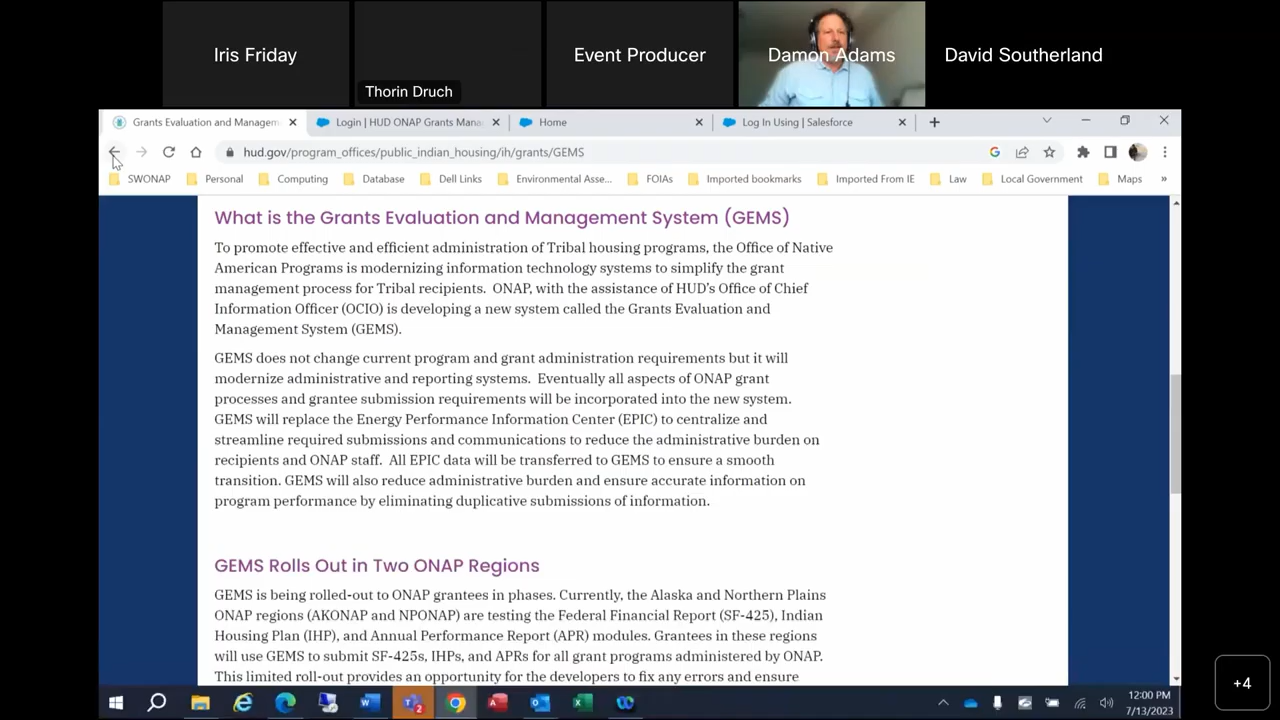 Iris Friday
Thorin Druch
Event Producer
Damon Adams
David Southerland
Grants Evaluation and Managem
Login | HUD ONAP Grants Mana
Home
Log In Using | Salesforce
hud.gov/program_offices/public_indian_housing/ih/grants/GEMS
SWONAP
Personal
Computing
Database
Dell Links
Environmental Asse...
FOIAs
Imported bookmarks
Imported From IE
Law
Local Government
Maps
»
What is the Grants Evaluation and Management System (GEMS)
To promote effective and efficient administration of Tribal housing programs, the Office of Native
American Programs is modernizing information technology systems to simplify the grant
management process for Tribal recipients. ONAP, with the assistance of HUD's Office of Chief
Information Officer (OCIO) is developing a new system called the Grants Evaluation and
Management System (GEMS).
GEMS does not change current program and grant administration requirements but it will
modernize administrative and reporting systems. Eventually all aspects of ONAP grant
processes and grantee submission requirements will be incorporated into the new system.
GEMS will replace the Energy Performance Information Center (EPIC) to centralize and
streamline required submissions and communications to reduce the administrative burden on
recipients and ONAP staff. All EPIC data will be transferred to GEMS to ensure a smooth
transition. GEMS will also reduce administrative burden and ensure accurate information on
program performance by eliminating duplicative submissions of information.
GEMS Rolls Out in Two ONAP Regions
GEMS is being rolled-out to ONAP grantees in phases. Currently, the Alaska and Northern Plains
ONAP regions (AKONAP and NPONAP) are testing the Federal Financial Report (SF-425), Indian
Housing Plan (IHP), and Annual Performance Report (APR) modules. Grantees in these regions
will use GEMS to submit SF-425s, IHPs, and APRs for all grant programs administered by ONAP.
This limited roll-out provides an opportunity for the developers to fix any errors and ensure
12:00 PM
7/13/2023
+4